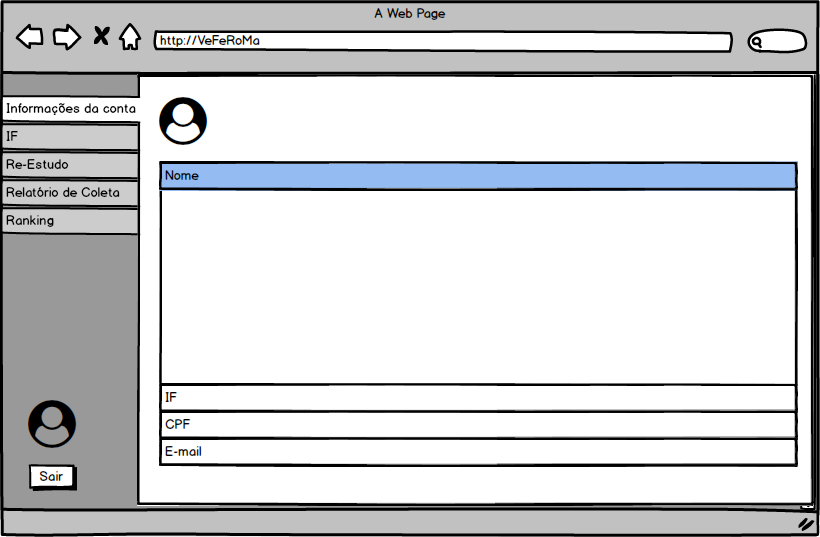 A Web Page
http://VeFeRoMa
Informações da conta
IF
Re-Estudo
Relatório de Coleta
Ranking
Sair
Nome
IF
CPF
E-mail